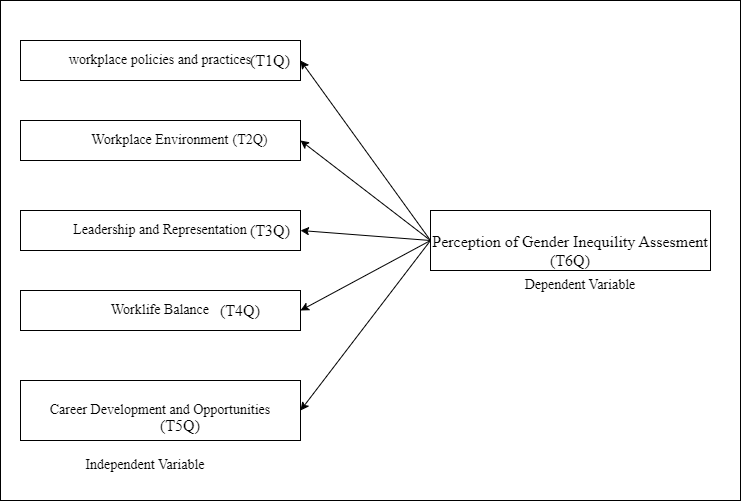 workplace policies and practices(T1Q)
Workplace Environment (T2Q)
Leadership and Representation(T3Q)
Perception of Gender Inequility Assesment
(T6Q)
Dependent Variable
Worklife Balance (T4Q)
Career Development and Opportunities
(T5Q)
Independent Variable